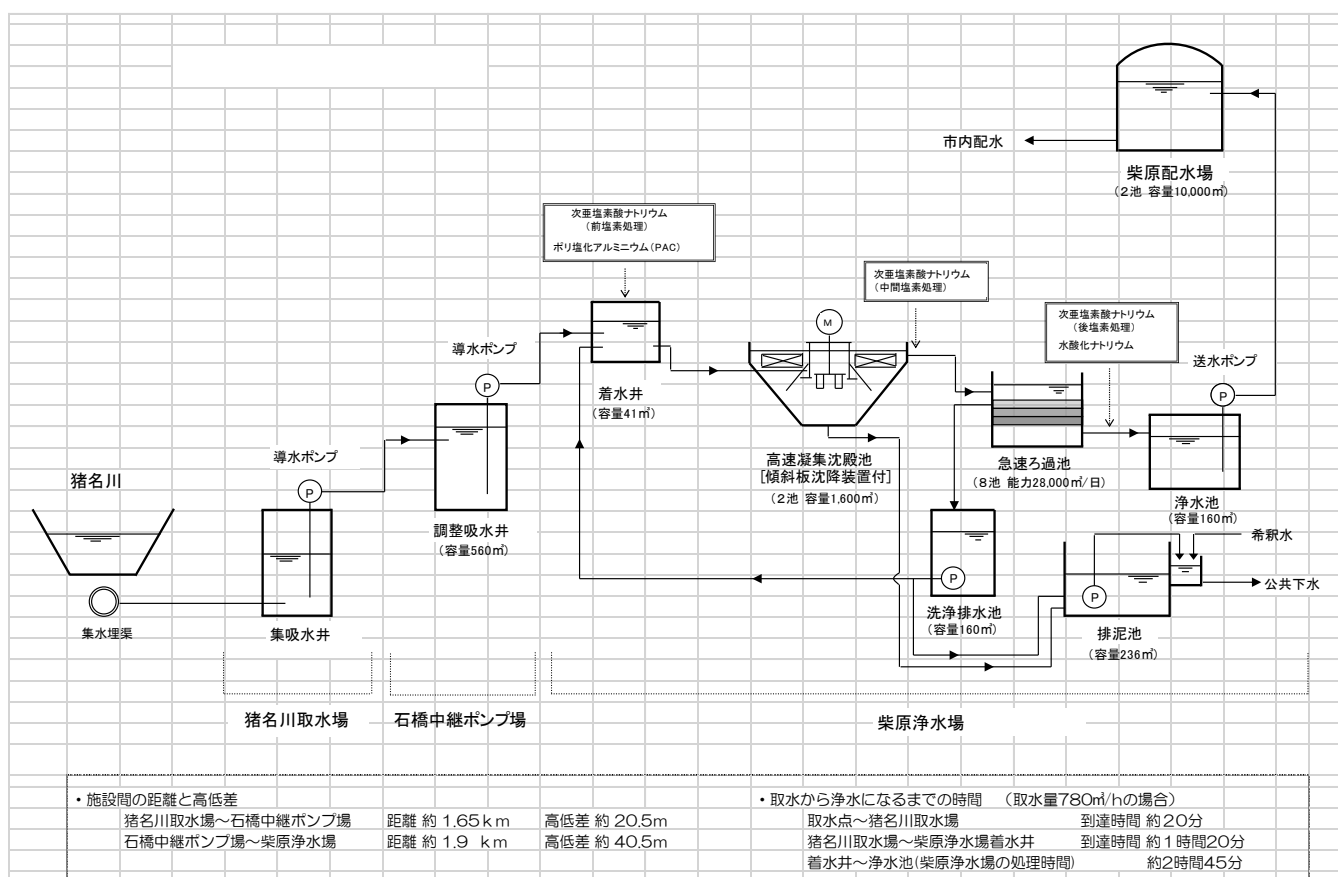 市内配水
柴原配水場
(2池 容量10,000㎥)
次亜塩素酸ナトリウム
(前塩素処理)
ポリ塩化アルミニウム(PAC)
次亜塩素酸ナトリウム
(中間塩素処理)
次亜塩素酸ナトリウム
(後塩素処理)
水酸化ナトリウム
M
導水ポンプ
P
着水井
(容量41㎥)
送水ポンプ
P
高速凝集沈殿池
[傾斜板沈降装置付]
(2池 容量1,600㎥)
急速ろ過池
(8池 能力28,000㎥/日)
浄水池
(容量160㎥)
猪名川
導水ポンプ
P
調整吸水井
(容量560㎥)
希釈水
公共下水
P
P
集水埋渠
集吸水井
洗浄排水池
(容量160㎥)
排泥池
(容量236㎥)
猪名川取水場
石橋中継ポンプ場
柴原浄水場
・施設間の距離と高低差
猪名川取水場~石橋中継ポンプ場 距離 約 1.65km 高低差 約 20.5m
石橋中継ポンプ場~柴原浄水場 距離 約 1.9 km 高低差 約 40.5m
・取水から浄水になるまでの時間 (取水量780㎥/hの場合)
取水点~猪名川取水場 到達時間 約20分
猪名川取水場~柴原浄水場着水井 到達時間 約1時間20分
着水井~浄水池(柴原浄水場の処理時間) 約2時間45分